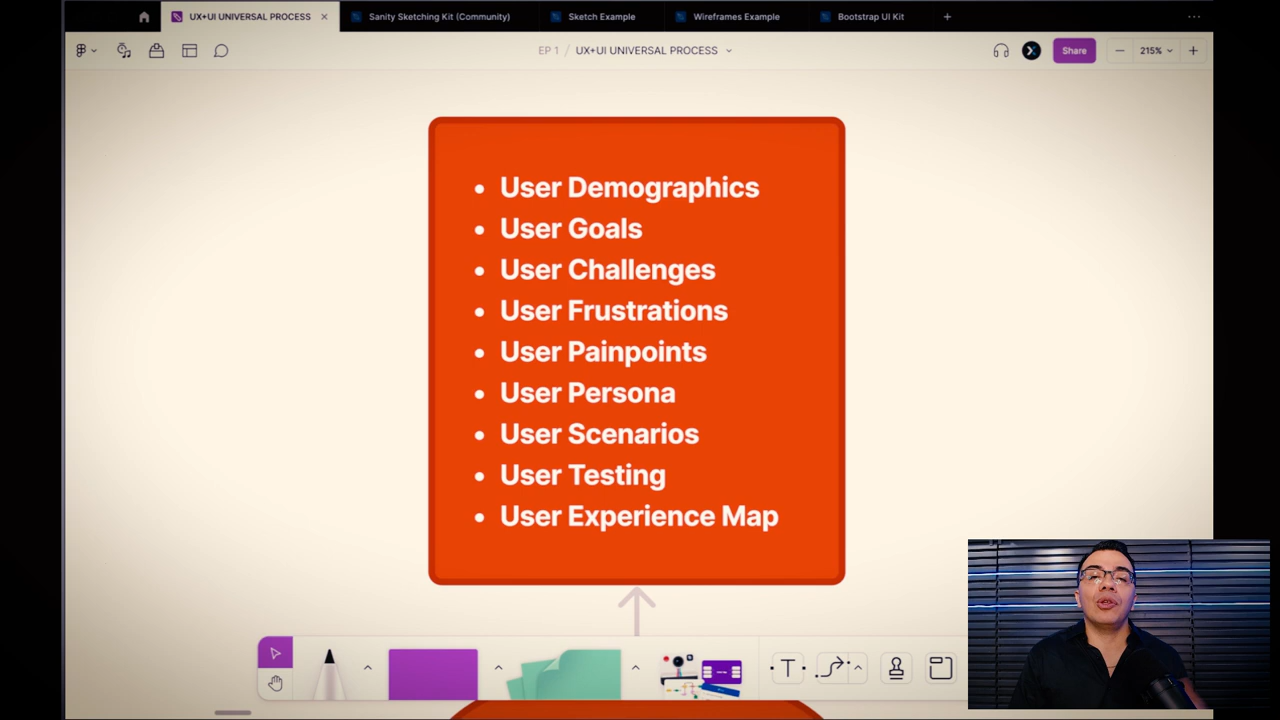 UX+UI UNIVERSAL PROCESS
Sanity Sketching Kit (Community)
Sketch Example
Wireframes Example
Bootstrap UI Kit
EP 1 / UX+UI UNIVERSAL PROCESS
Share
215%
• User Demographics
• User Goals
• User Challenges
• User Frustrations
• User Painpoints
• User Persona
• User Scenarios
• User Testing
• User Experience Map
T